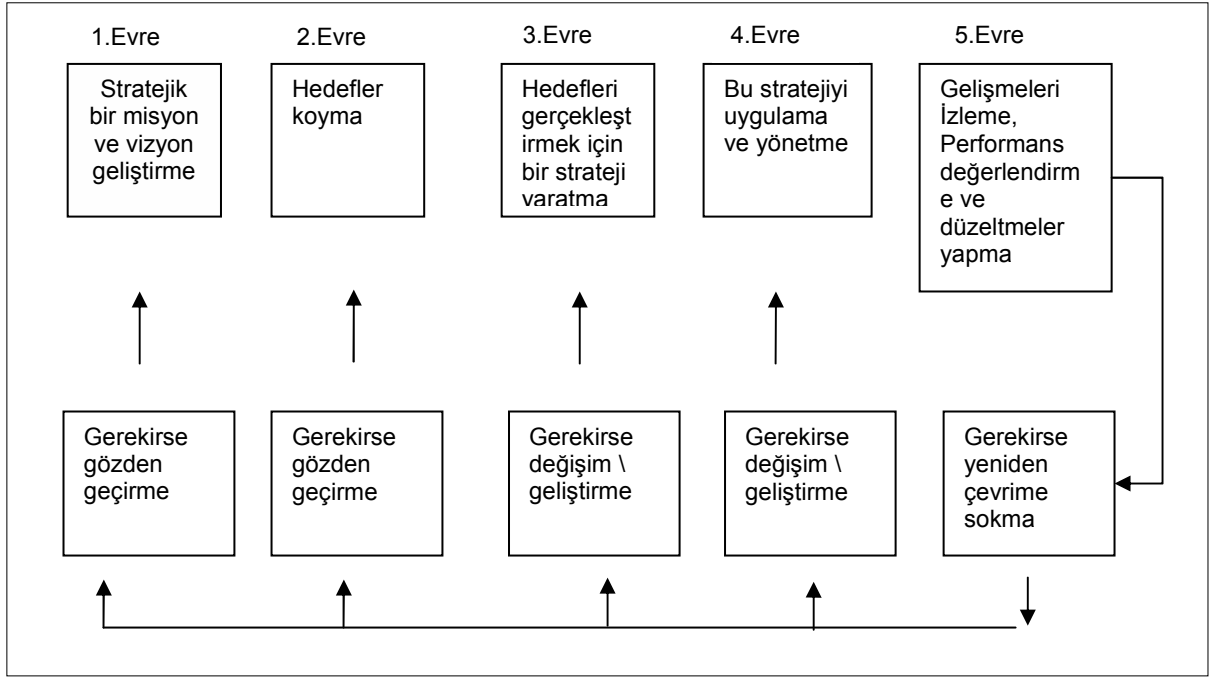 1.Evre
2.Evre
3.Evre
4.Evre
5.Evre
Stratejik
bir misyon
ve vizyon
geliştirme
Hedefler
koyma
Hedefleri
gerçekleşt
irmek için
bir strateji
varatma
Bu stratejiyi
uygulama
ve yönetme
Gelişmeleri
İzleme,
Performans
değerlendirm
e ve
düzeltmeler
yapma
Gerekirse
gözden
geçirme
Gerekirse
gözden
geçirme
Gerekirse
değişim \
geliştirme
Gerekirse
değişim \
geliştirme
Gerekirse
yeniden
çevrime
sokma